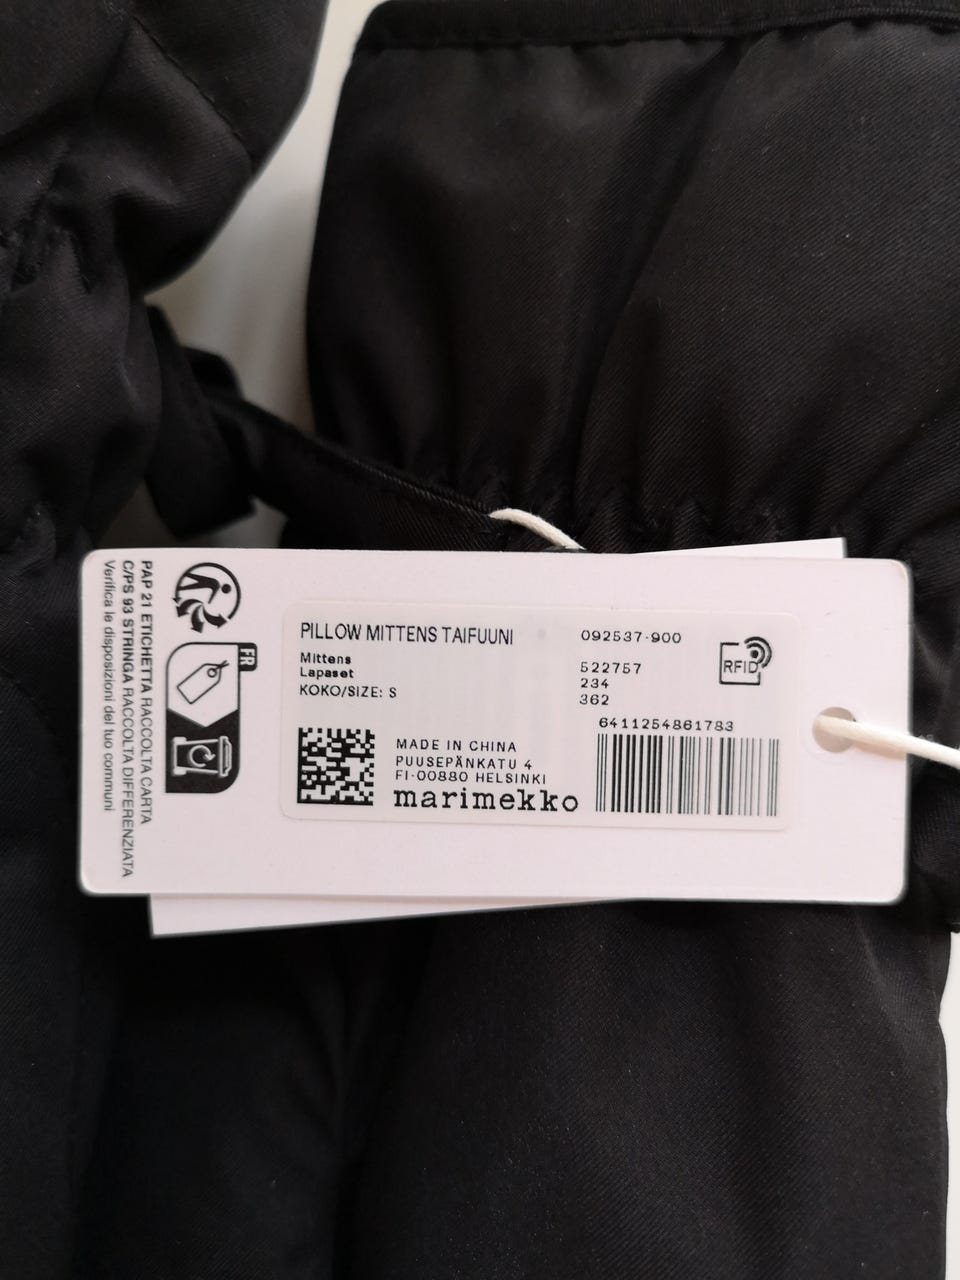 PAP 21 ETICHETTA RACCOLTA CARTA
C/PS 93 STRINGA RACCOLTA DIFFERENZIATA
Verifica le disposizioni del tuo comune
FR
PILLOW MITTENS TAIFUUNI
092537-900
Mittens
Lapaset
KOKO/SIZE: S
522757
234
362
RFID
6411254861783
MADE IN CHINA
PUUSEPÄNKATU 4
FI-00880 HELSINKI
marimekko